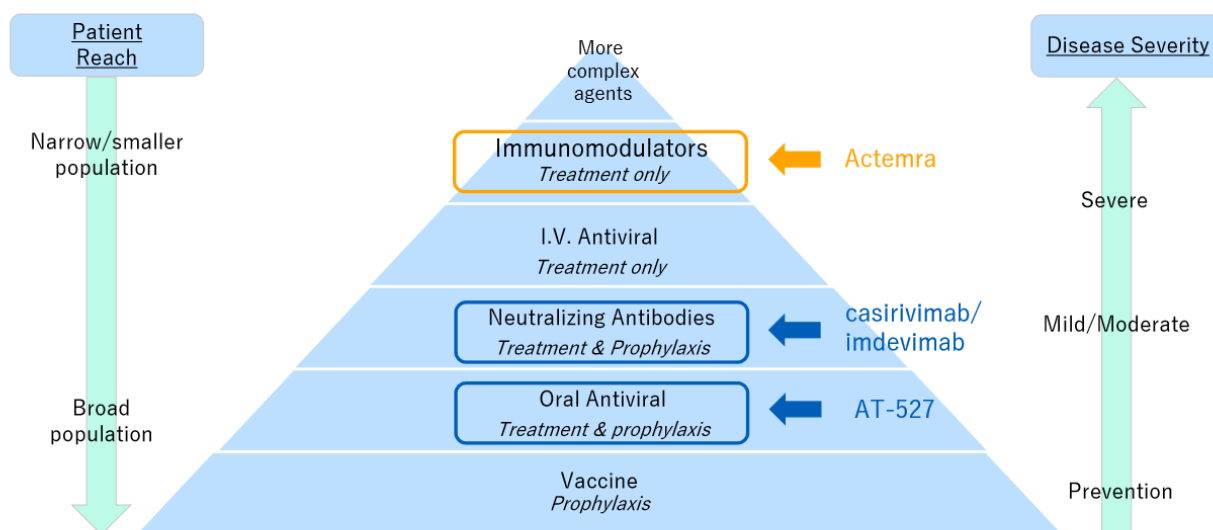 Patient
Reach
Disease Severity
More
complex
agents
Narrow/smaller
population
Immunomodulators
Treatment only
Actemra
Severe
I.V. Antiviral
Treatment only
Neutralizing Antibodies
Treatment & Prophylaxis
casirivimab/
imdevimab
Mild/Moderate
Broad
population
Oral Antiviral
Treatment & prophylaxis
AT-527
Vaccine
Prophylaxis
Prevention